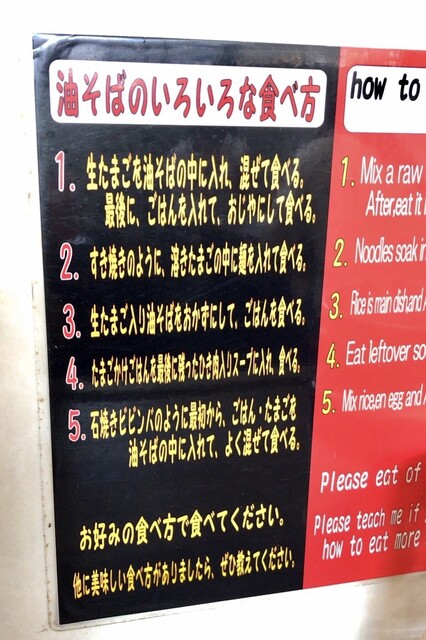 油そばのいろいろな食べ方
1. 生たまごを油そばの中に入れ、混ぜて食べる。
最後に、ごはんを入れて、おじやにして食べる。
2. すき焼きのように、溶きたまごの中に麺を入れて食べる。
3. 生たまご入り油そばをおかずにして、ごはんを食べる。
4. たまごかけごはんを最後に残ったひき肉入りスープに入れ、食べる。
5. 石焼きビビンバのように最初から、ごはん・たまごを
油そばの中に入れて、よく混ぜて食べる。
お好みの食べ方で食べてください。
他に美味しい食べ方がありましたら、ぜひ教えてください。
how to
1. Mix a raw
After,eat it
2. Noodles soak in
3. Rice is main dish,and
4. Eat leftover so
5. Mix rice,en egg and
Please eat of
Please teach me if
how to eat more